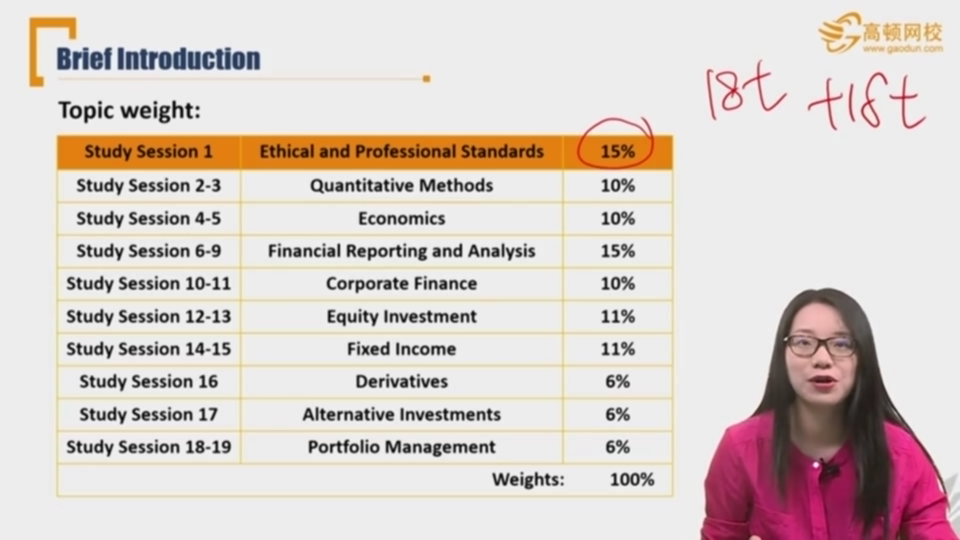 Brief Introduction
高顿网校
www.gaodun.com
18t +18t
Topic weight:
Study Session 1 Ethical and Professional Standards 15%
Study Session 2-3 Quantitative Methods 10%
Study Session 4-5 Economics 10%
Study Session 6-9 Financial Reporting and Analysis 15%
Study Session 10-11 Corporate Finance 10%
Study Session 12-13 Equity Investment 11%
Study Session 14-15 Fixed Income 11%
Study Session 16 Derivatives 6%
Study Session 17 Alternative Investments 6%
Study Session 18-19 Portfolio Management 6%
Weights: 100%